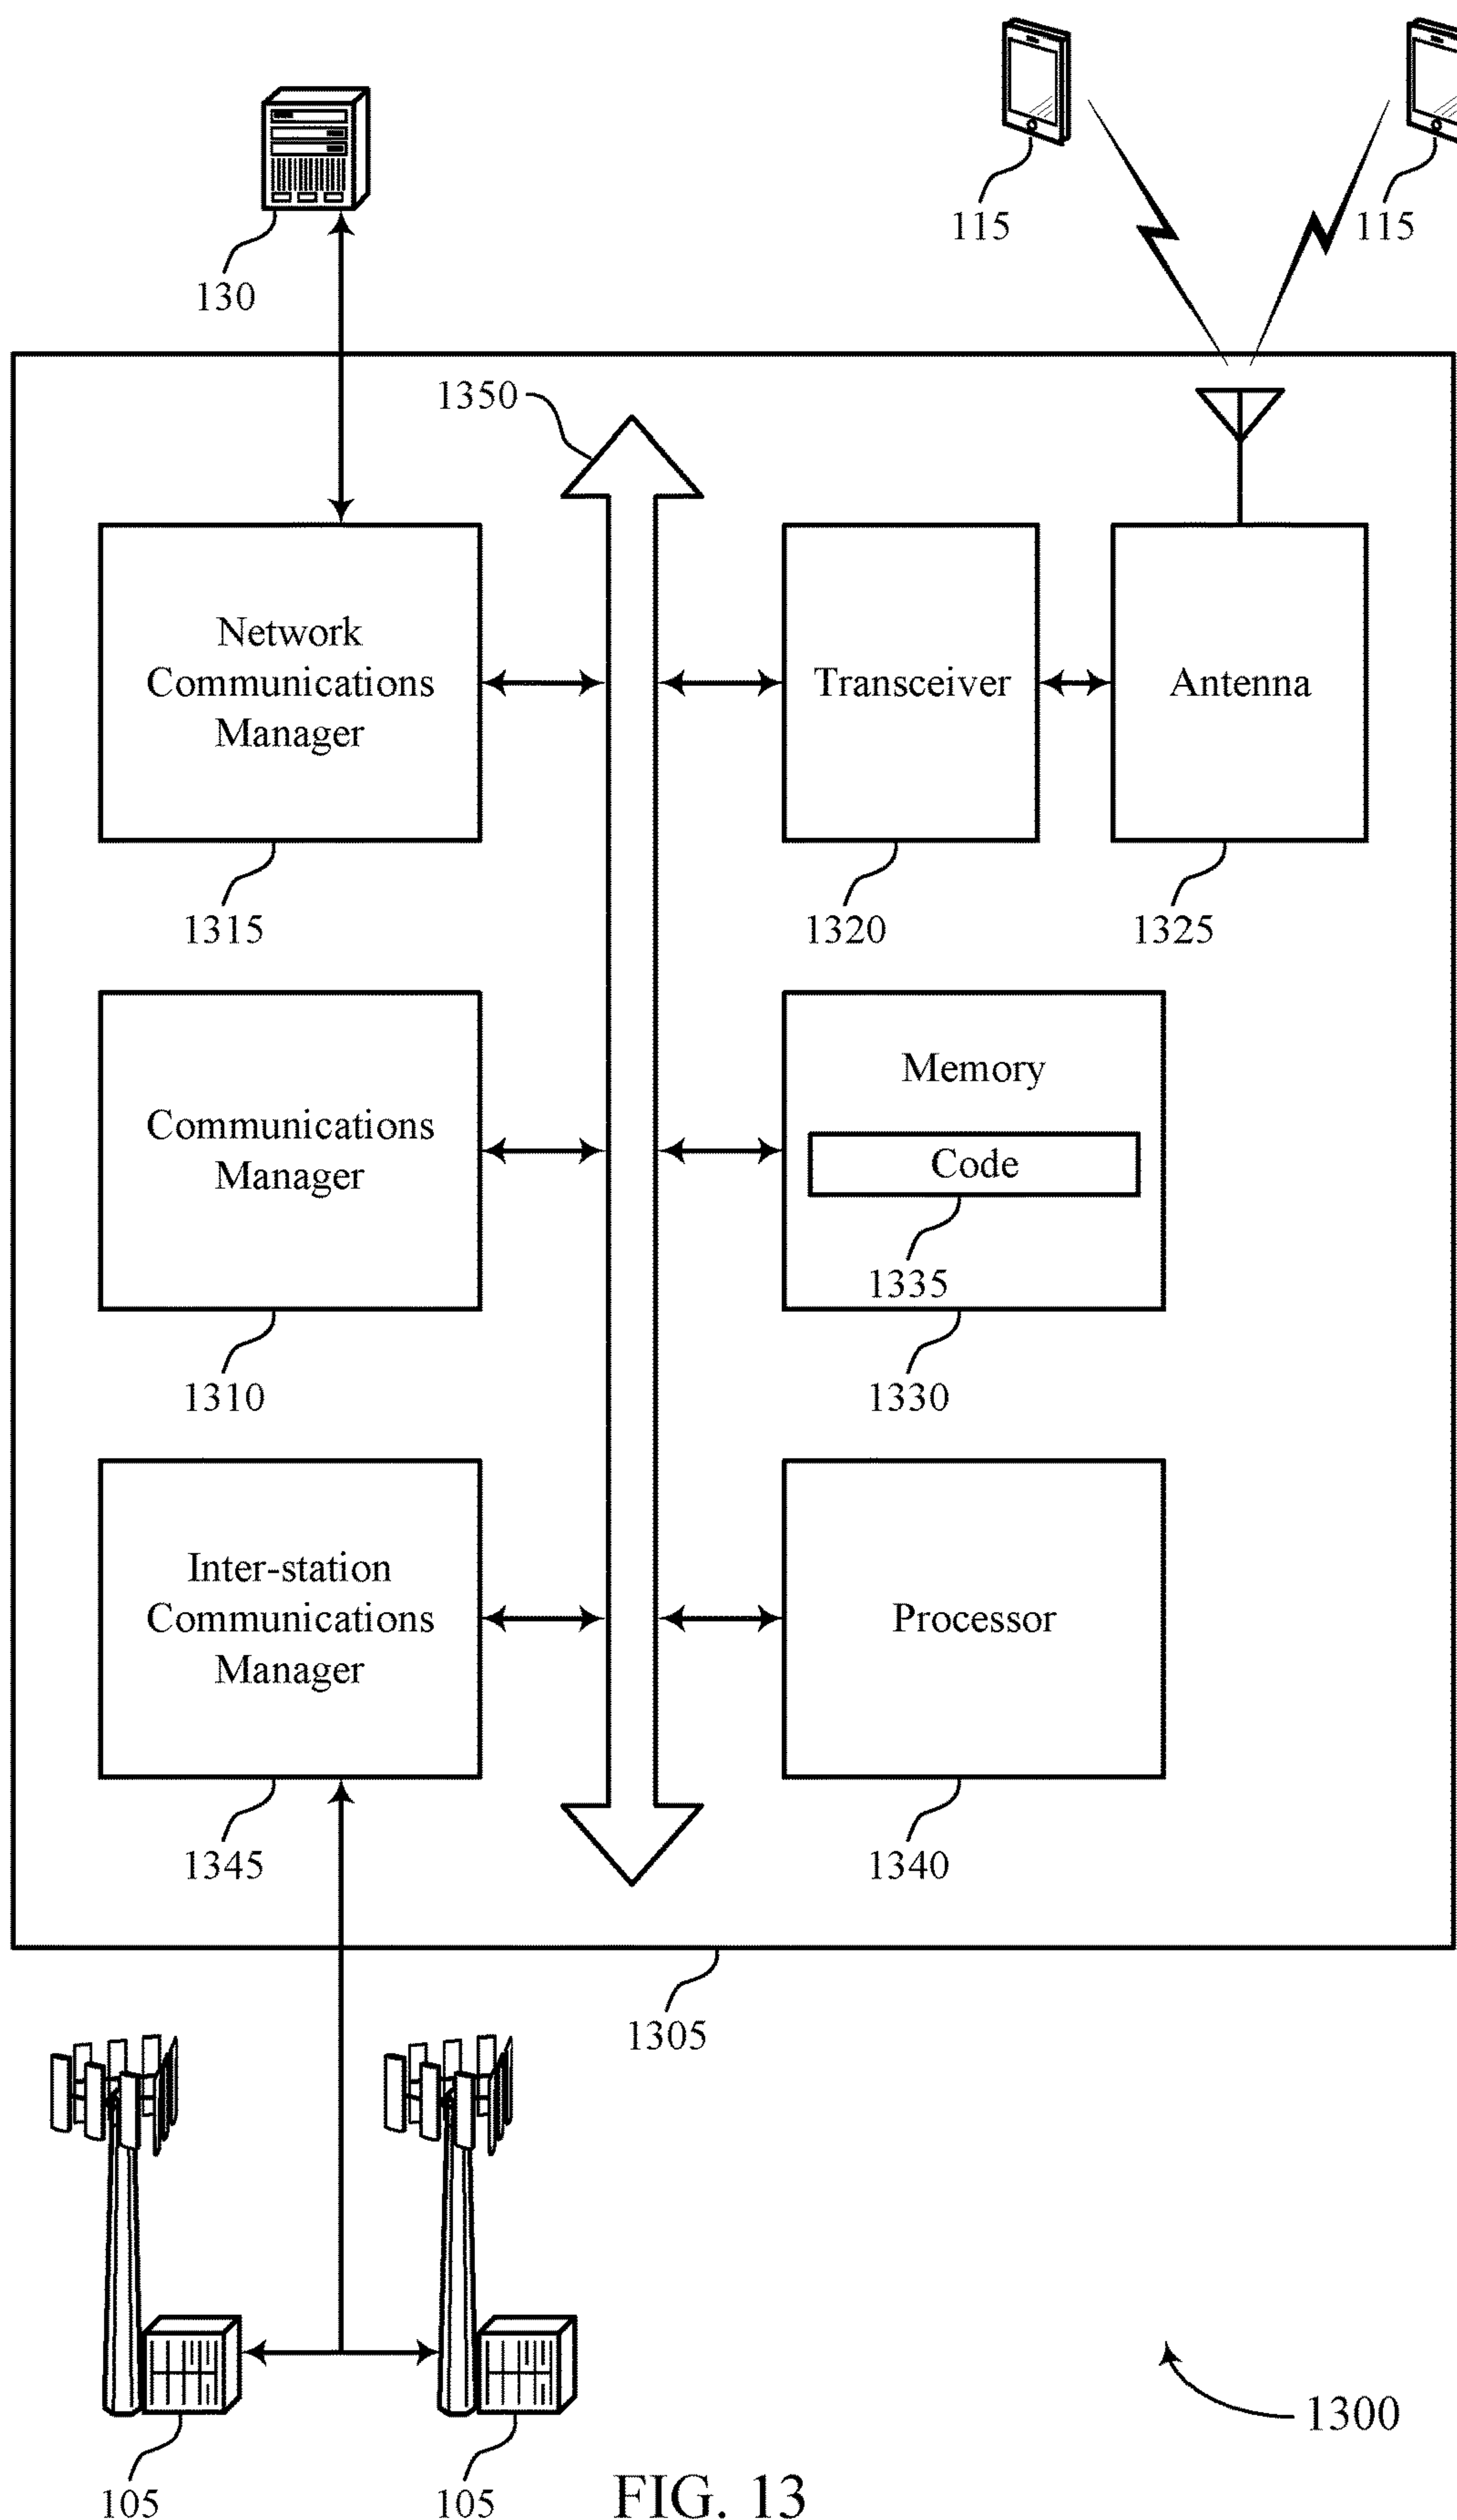 115
115
130
1350
Network
Communications
Manager
Transceiver
Antenna
1315
1320
1325
Communications
Manager
Memory
Code
1335
1310
1330
Inter-station
Communications
Manager
Processor
1345
1340
1305
1300
105
105
FIG. 13